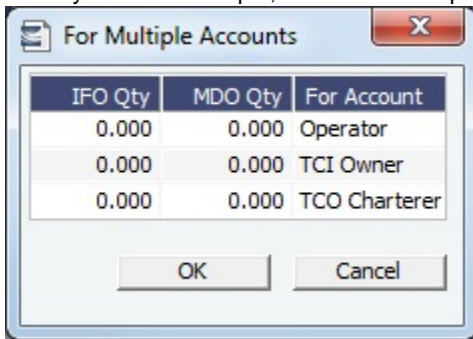 For Multiple Accounts
IFO Qty MDO Qty For Account
0.000 0.000 Operator
0.000 0.000 TCI Owner
0.000 0.000 TCO Charterer
OK Cancel